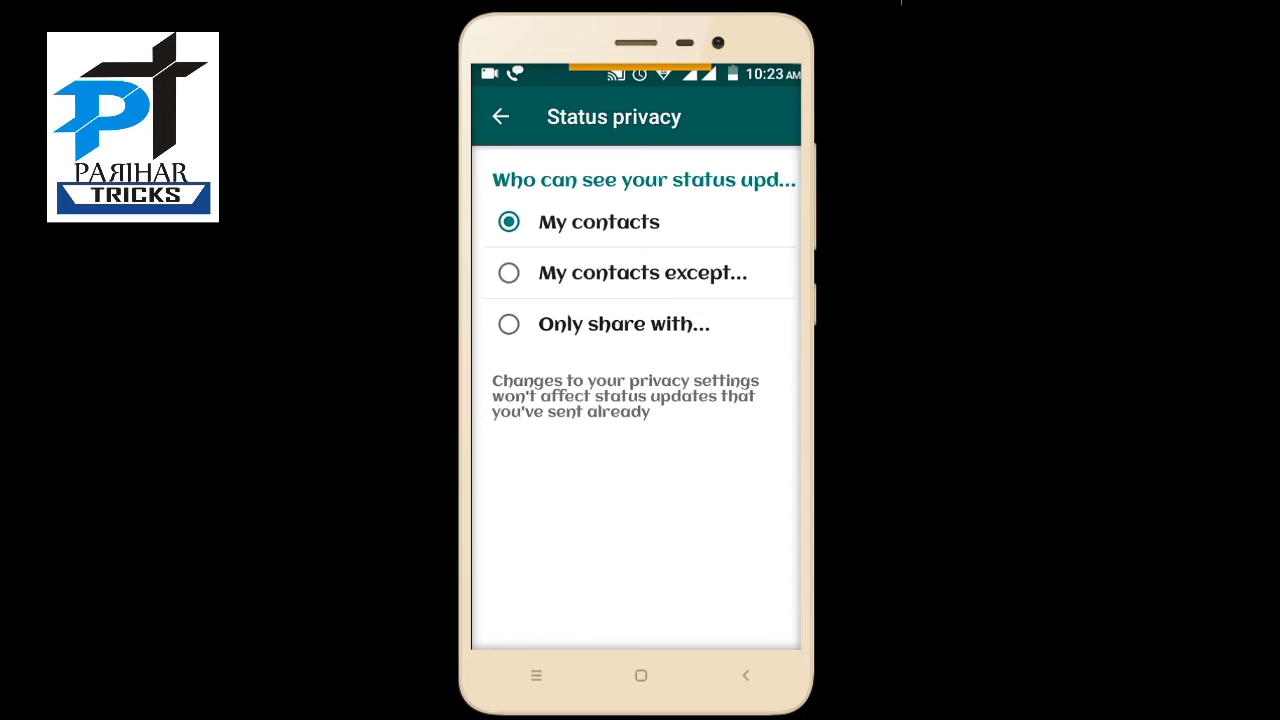 PARIHAR
TRICKS
10:23 AM
Status privacy
Who can see your status upd...
My contacts
My contacts except...
Only share with...
Changes to your privacy settings
won't affect status updates that
you've sent already